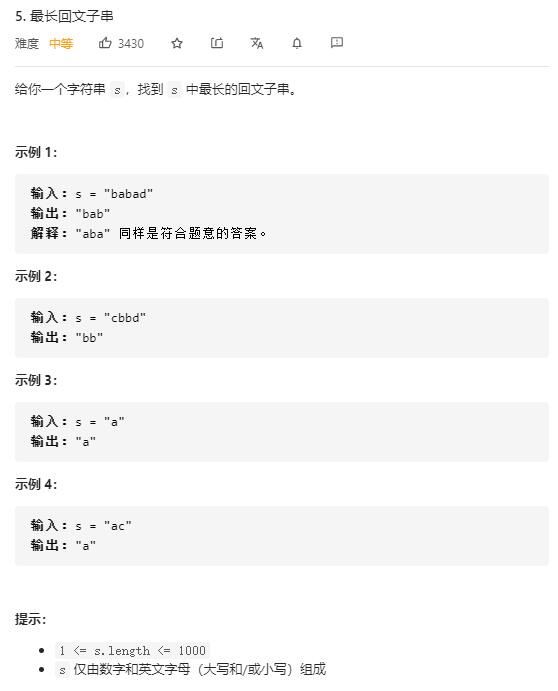 5. 最长回文子串
难度 中等 3430
给你一个字符串 s，找到 s 中最长的回文子串。
示例 1：
输入：s = "babad"
输出："bab"
解释："aba" 同样是符合题意的答案。
示例 2：
输入：s = "cbbd"
输出："bb"
示例 3：
输入：s = "a"
输出："a"
示例 4：
输入：s = "ac"
输出："a"
提示：
1 <= s.length <= 1000
s 仅由数字和英文字母（大写和/或小写）组成